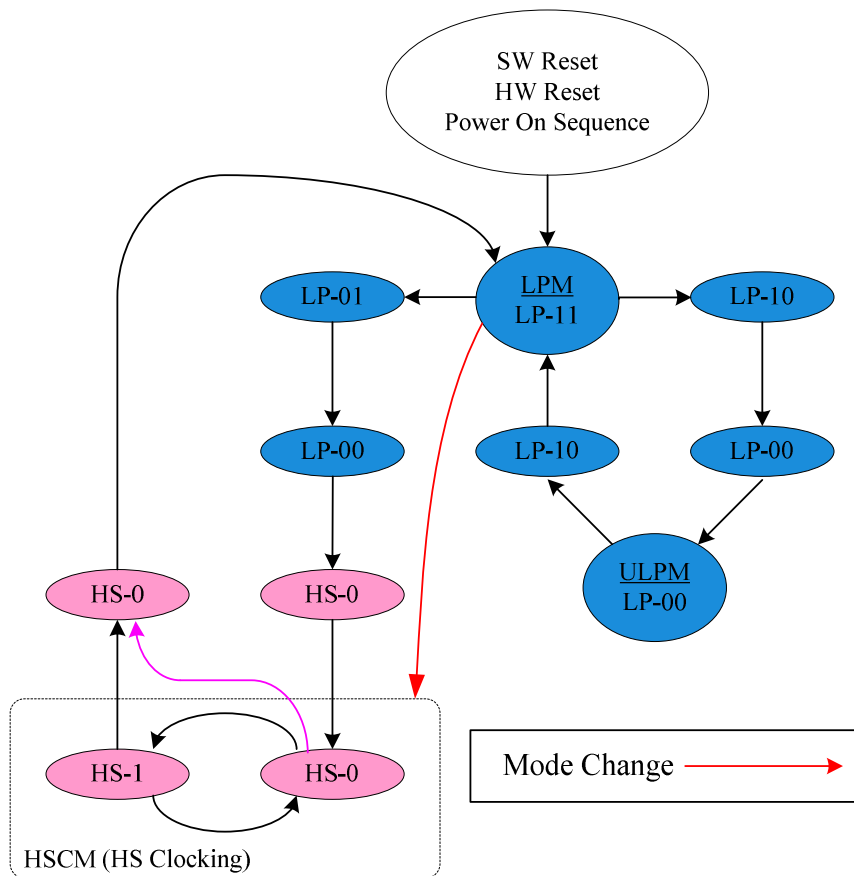 SW Reset
HW Reset
Power On Sequence
LPM
LP-11
LP-01
LP-10
LP-00
LP-10
LP-00
ULPM
LP-00
HS-0
HS-0
HS-1
HS-0
HSCM (HS Clocking)
Mode Change